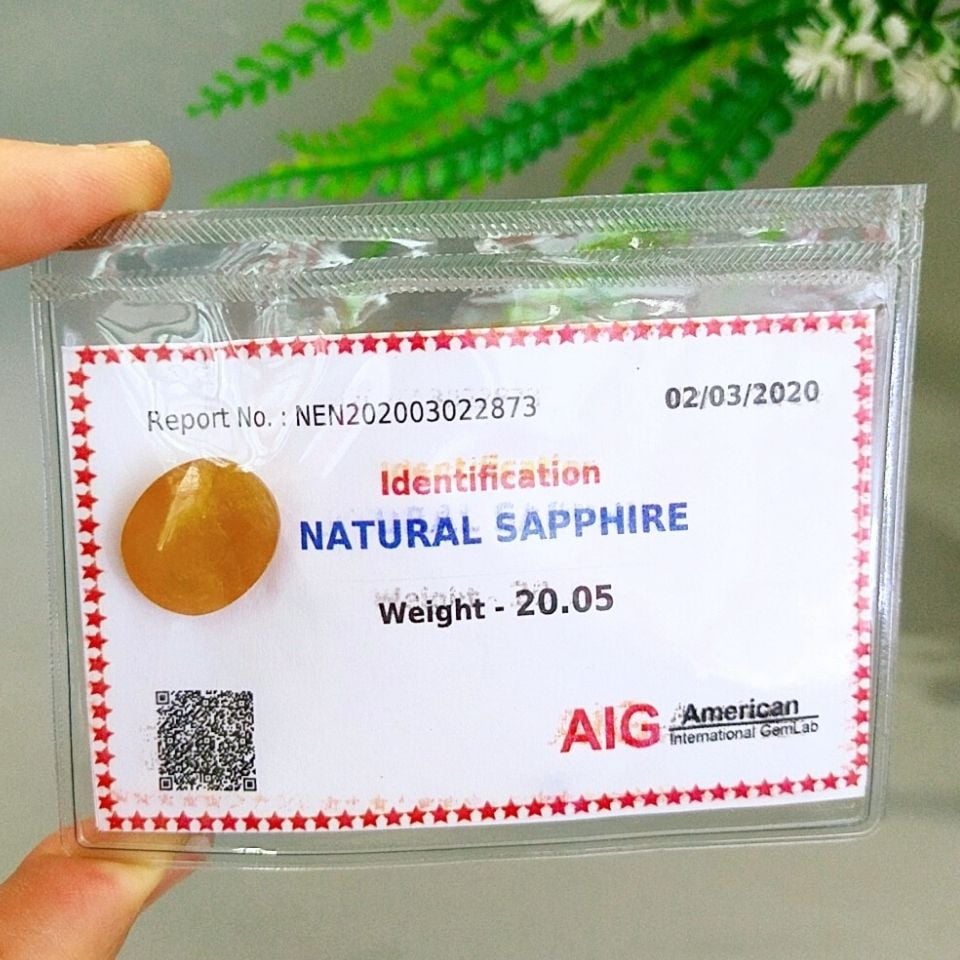 Report No. : NEN202003022873
02/03/2020
Identification
NATURAL SAPPHIRE
Weight - 20.05
AIG American
International GemLab